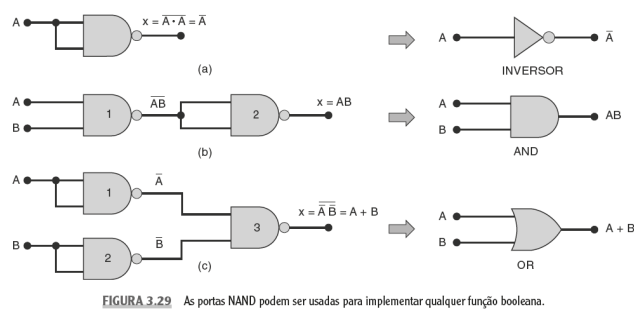 A x = A̅ ̅·̅ ̅A̅ = A̅ A A̅
(a) INVERSOR
A 1 A̅B̅ 2 x = AB A AB
B B
(b) AND
A 1 A̅
x = A̅̅ ̅B̅̅ = A + B
3 A A + B
B 2 B̅ B
(c) OR
FIGURA 3.29 As portas NAND podem ser usadas para implementar qualquer função booleana.